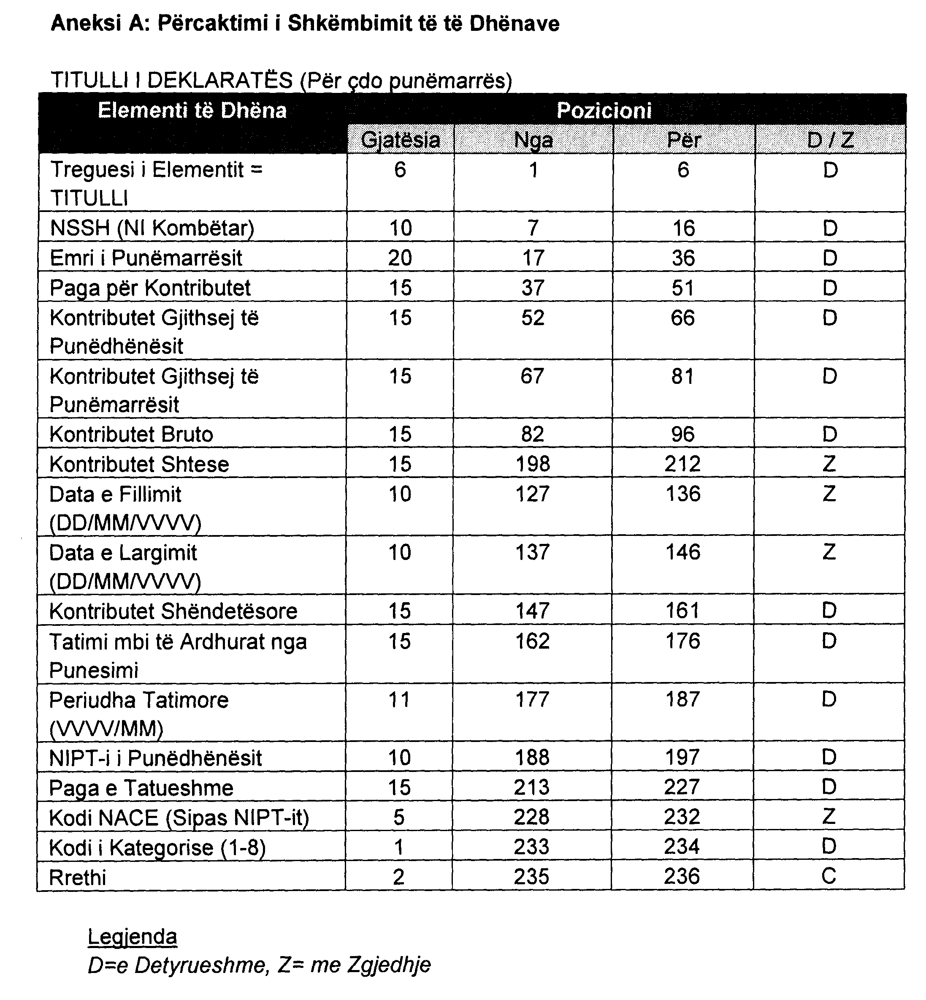 Aneksi A: Përcaktimi i Shkëmbimit të të Dhënave
TITULLI I DEKLARATËS (Për çdo punëmarrës)
Elementi të Dhëna Pozicioni
Gjatësia Nga Për D / Z
Treguesi i Elementit = 6 1 6 D
TITULLI
NSSH (NI Kombëtar) 10 7 16 D
Emri i Punëmarrësit 20 17 36 D
Paga për Kontributet 15 37 51 D
Kontributet Gjithsej të 15 52 66 D
Punëdhënësit
Kontributet Gjithsej të 15 67 81 D
Punëmarrësit
Kontributet Bruto 15 82 96 D
Kontributet Shtese 15 198 212 Z
Data e Fillimit 10 127 136 Z
(DD/MM/VVVV)
Data e Largimit 10 137 146 Z
(DD/MM/VVVV)
Kontributet Shëndetësore 15 147 161 D
Tatimi mbi të Ardhurat nga 15 162 176 D
Punesimi
Periudha Tatimore 11 177 187 D
(VVVV/MM)
NIPT-i i Punëdhënësit 10 188 197 D
Paga e Tatueshme 15 213 227 D
Kodi NACE (Sipas NIPT-it) 5 228 232 Z
Kodi i Kategorise (1-8) 1 233 234 D
Rrethi 2 235 236 C
Legjenda
D=e Detyrueshme, Z= me Zgjedhje